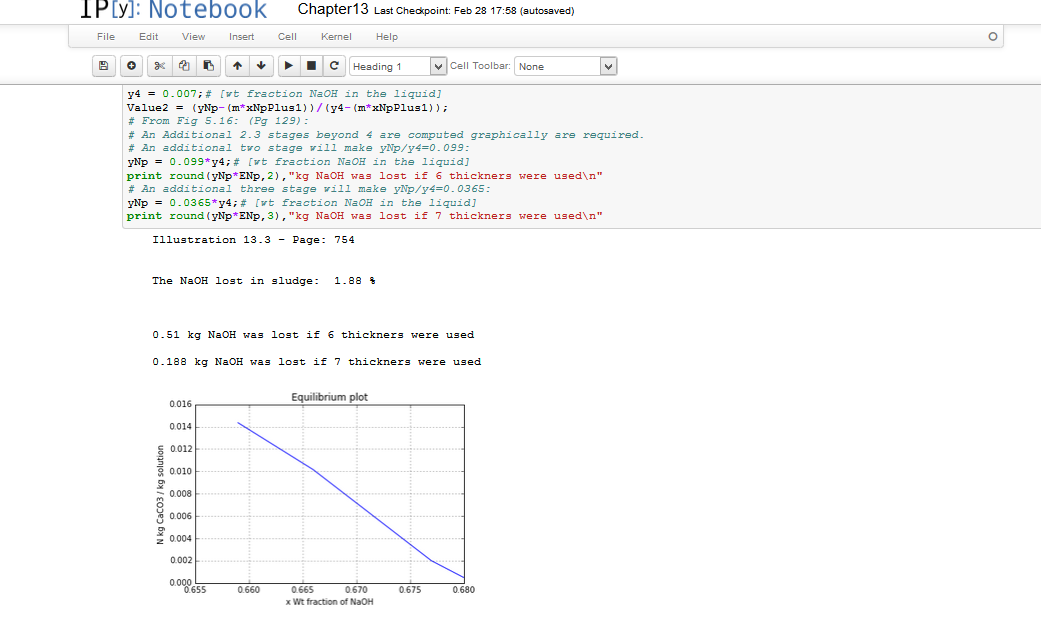 IP[y]: Notebook Chapter13 Last Checkpoint: Feb 28 17:58 (autosaved)
File Edit View Insert Cell Kernel Help
Heading 1 Cell Toolbar: None
y4 = 0.007;# [wt fraction NaOH in the liquid]
Value2 = (yNp-(m*xNpPlus1))/(y4-(m*xNpPlus1));
# From Fig 5.16: (Pg 129):
# An Additional 2.3 stages beyond 4 are computed graphically are required.
# An additional two stage will make yNp/y4=0.099:
yNp = 0.099*y4;# [wt fraction NaOH in the liquid]
print round(yNp*ENp,2),"kg NaOH was lost if 6 thickners were used\n"
# An additional three stage will make yNp/y4=0.0365:
yNp = 0.0365*y4;# [wt fraction NaOH in the liquid]
print round(yNp*ENp,3),"kg NaOH was lost if 7 thickners were used\n"
Illustration 13.3 - Page: 754
The NaOH lost in sludge: 1.88 %
0.51 kg NaOH was lost if 6 thickners were used
0.188 kg NaOH was lost if 7 thickners were used
Equilibrium plot
0.016
0.014
0.012
0.010
0.008
0.006
0.004
0.002
0.000
N kg CaCO3 / kg solution
0.655 0.660 0.665 0.670 0.675 0.680
x Wt fraction of NaOH